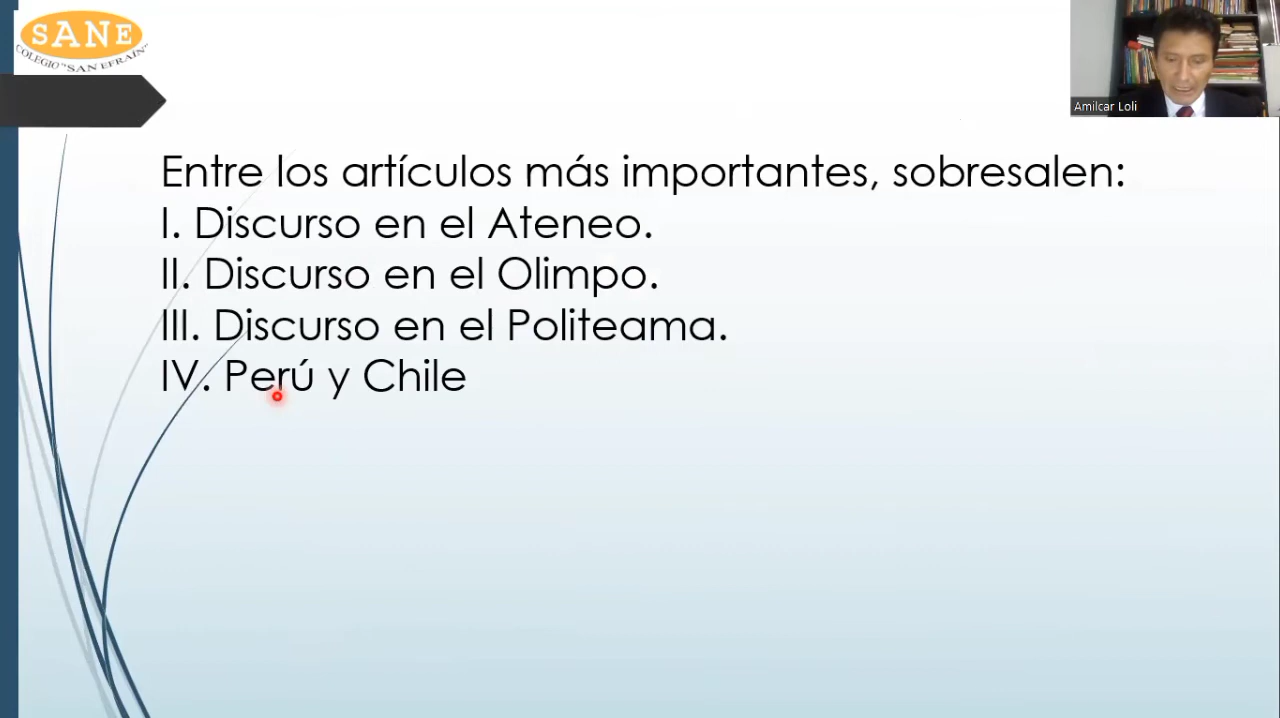 SANE
COLEGIO "SAN EFRAÍN"
Amilcar Loli
Entre los artículos más importantes, sobresalen:
I. Discurso en el Ateneo.
II. Discurso en el Olimpo.
III. Discurso en el Politeama.
IV. Perú y Chile